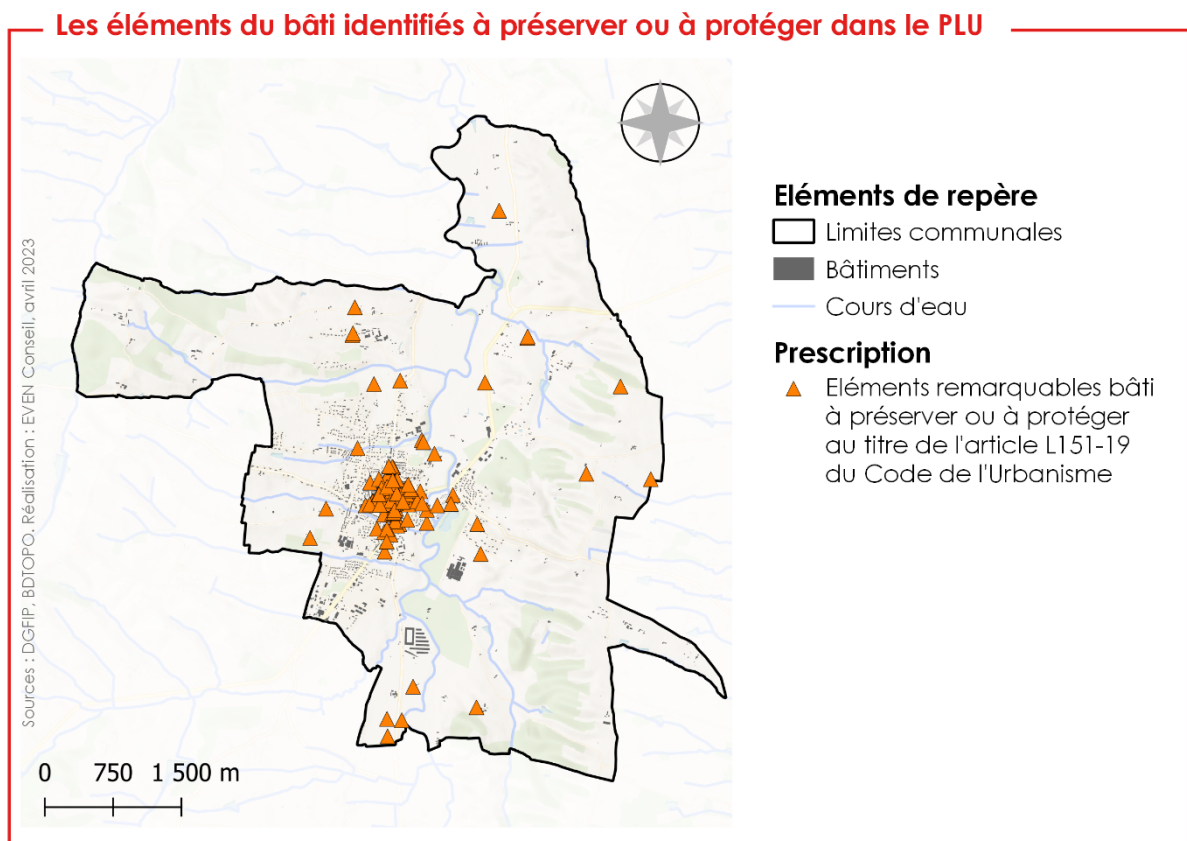 Les éléments du bâti identifiés à préserver ou à protéger dans le PLU
Sources : DGFIP, BDTOPO, Réalisation : EVEN Conseil, avril 2023
0 750 1 500 m
Eléments de repère
Limites communales
Bâtiments
Cours d'eau
Prescription
Eléments remarquables bâti
à préserver ou à protéger
au titre de l'article L151-19
du Code de l'Urbanisme